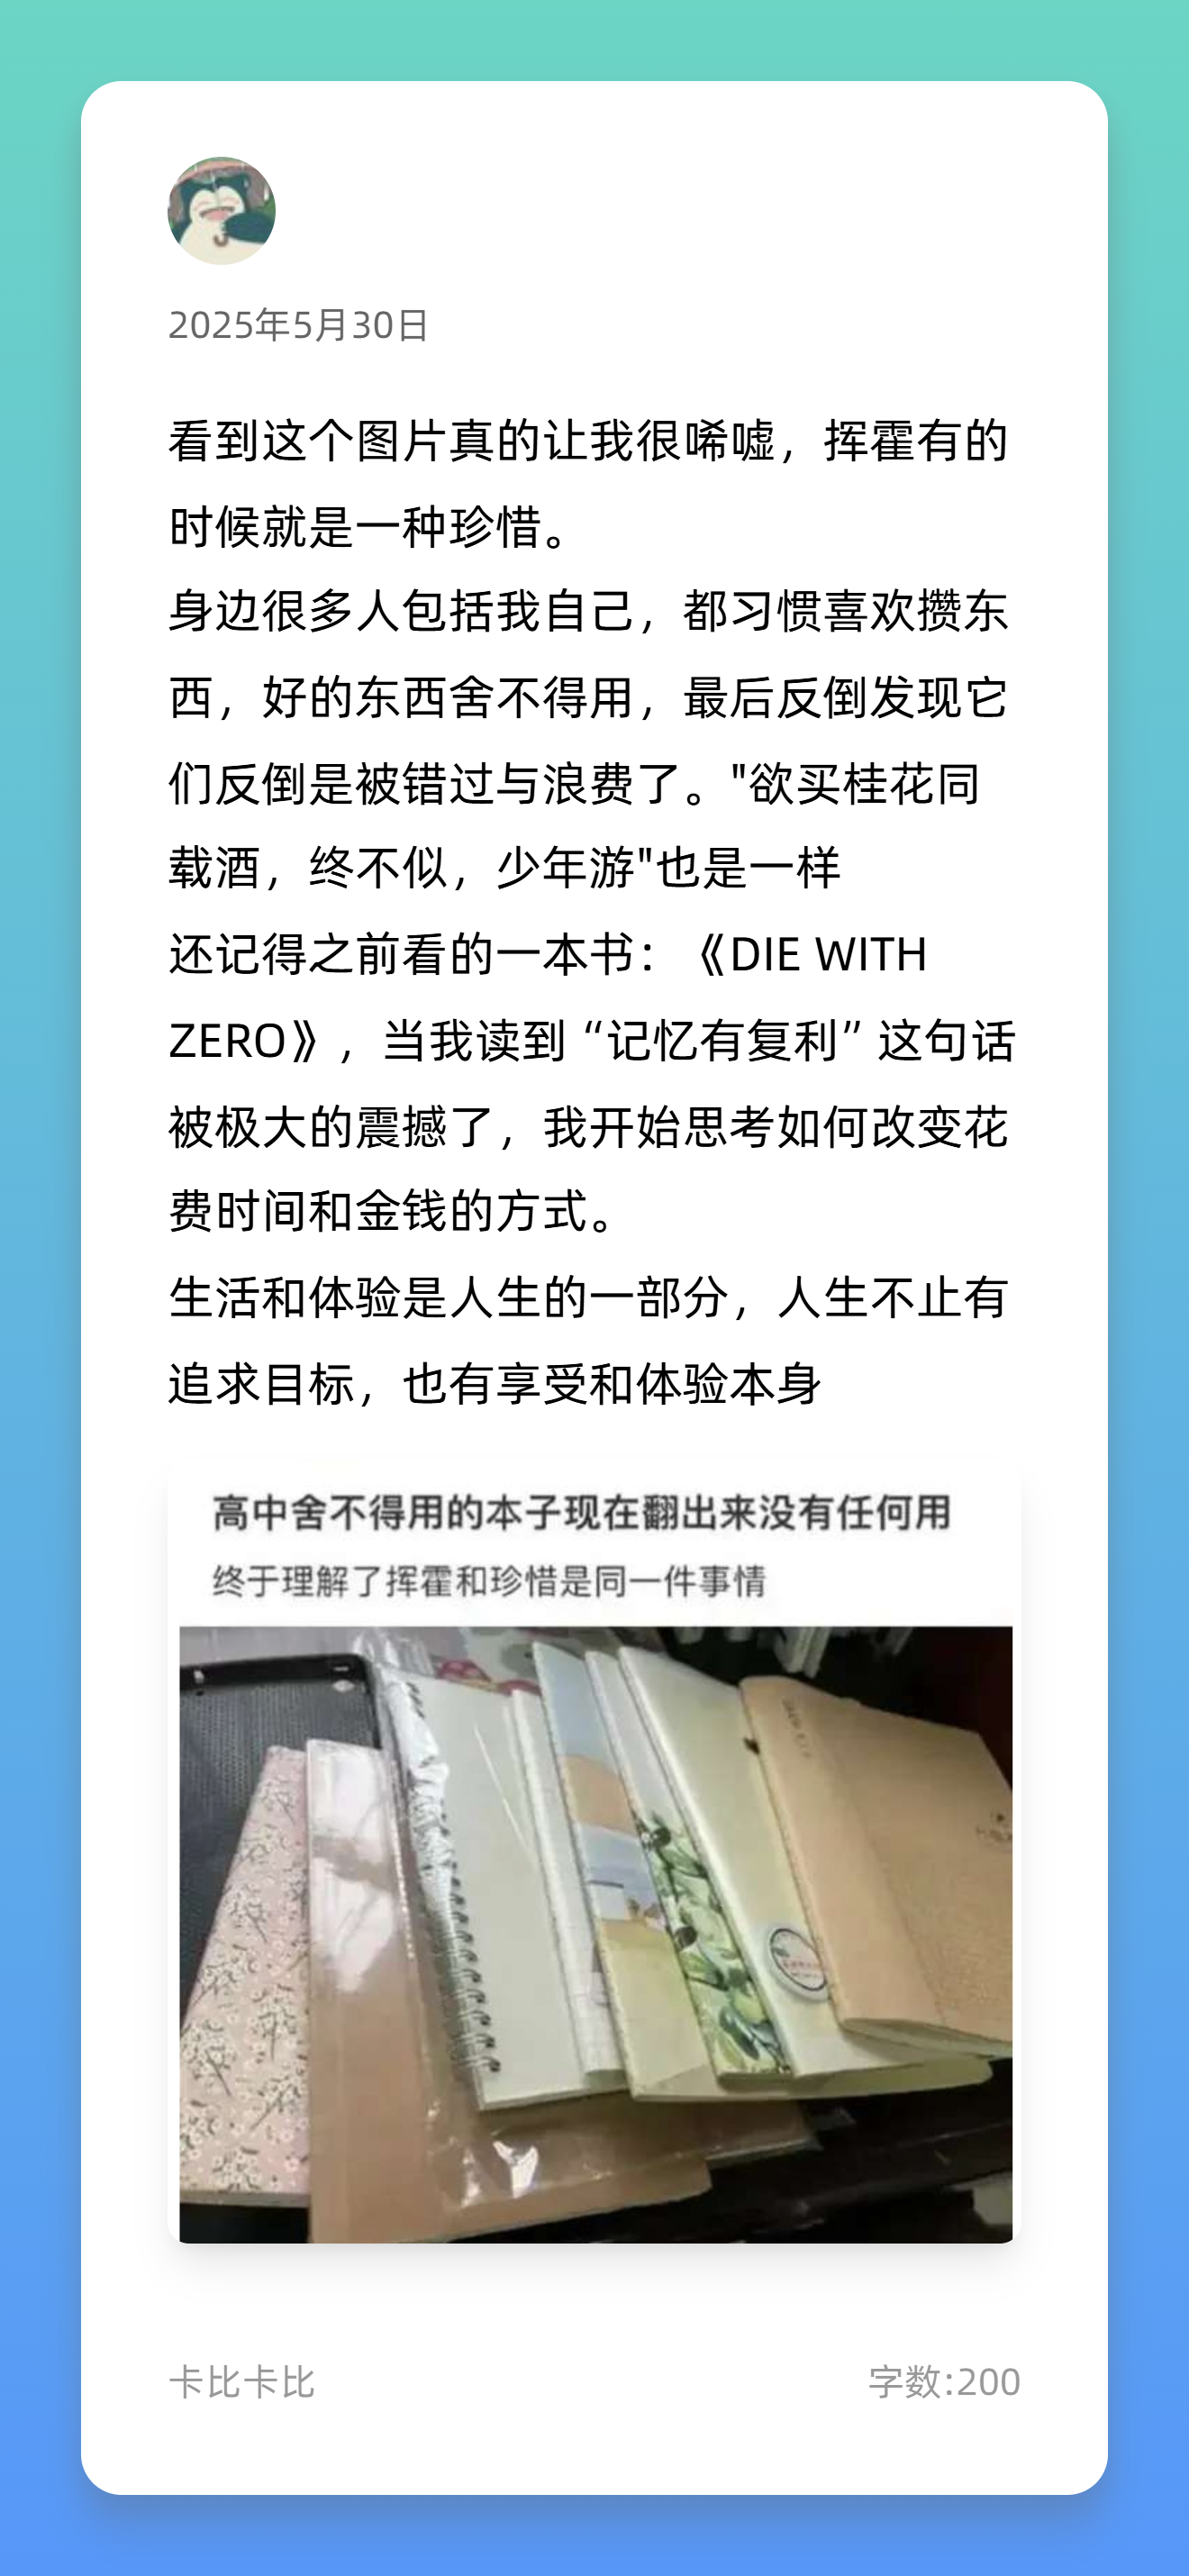 2025年5月30日
看到这个图片真的让我很唏嘘，挥霍有的
时候就是一种珍惜。
身边很多人包括我自己，都习惯喜欢攒东
西，好的东西舍不得用，最后反倒发现它
们反倒是被错过与浪费了。"欲买桂花同
载酒，终不似，少年游"也是一样
还记得之前看的一本书：《DIE WITH
ZERO》，当我读到“记忆有复利”这句话
被极大的震撼了，我开始思考如何改变花
费时间和金钱的方式。
生活和体验是人生的一部分，人生不止有
追求目标，也有享受和体验本身
高中舍不得用的本子现在翻出来没有任何用
终于理解了挥霍和珍惜是同一件事情
卡比卡比
字数:200